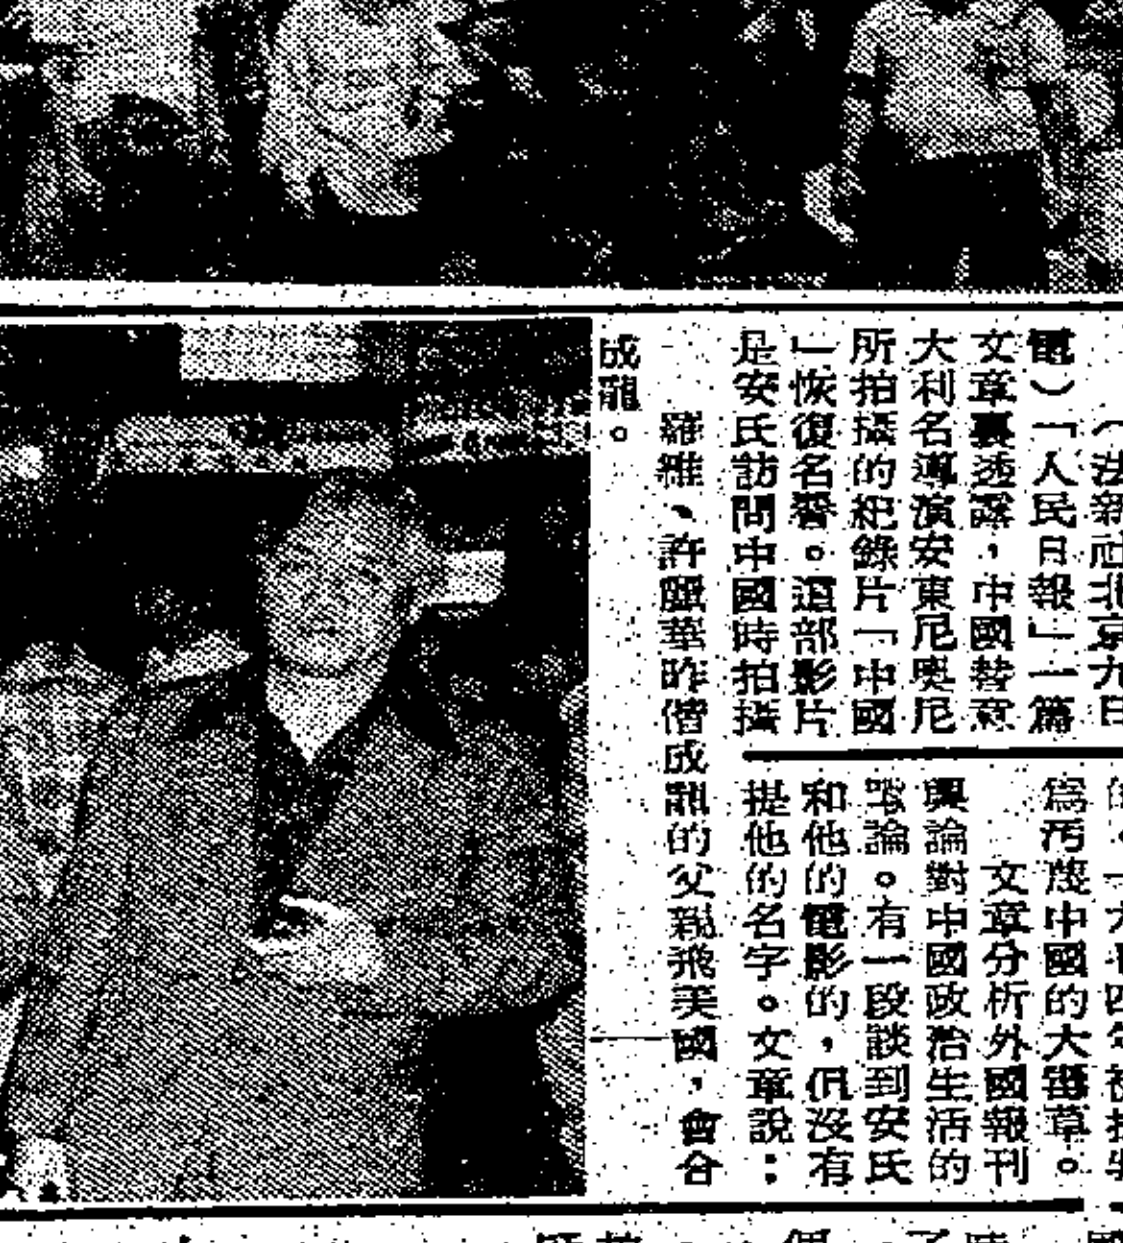 （法新社北京九日
電）「人民日報」一篇
文章裏透露，中國替意
大利名導演安東尼奧尼
所拍攝的紀錄片「中國
」恢復名譽。這部影片
是安氏訪問中國時拍攝
為污衊中國的大毒草。
文章分析外國報刊
輿論對中國政治生活的
評論。有一段談到安氏
和他的電影的，但沒有
提他的名字。文章說：
羅維、許麗華昨偕成龍的父親飛美國，會合
成龍。